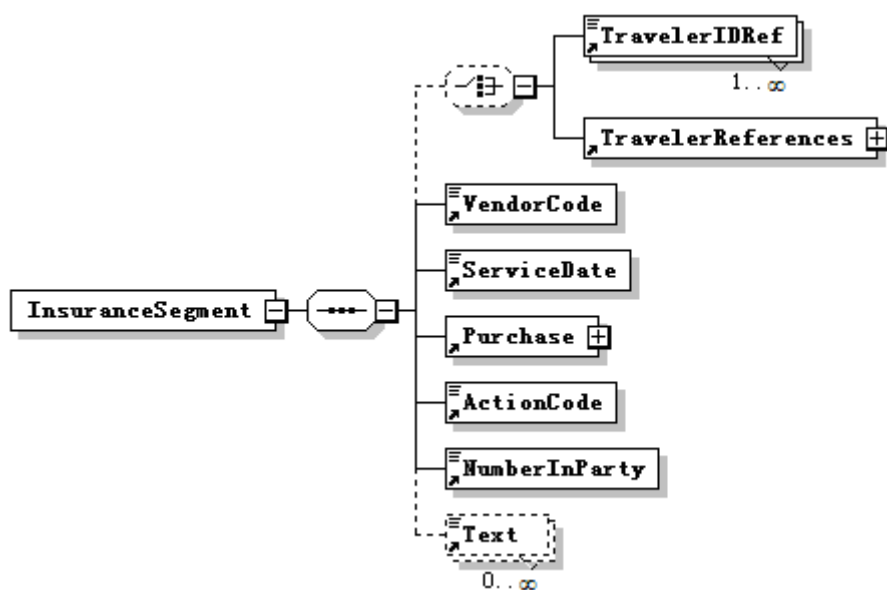 TravelerIDRef
1..∞
TravelerReferences
VendorCode
ServiceDate
InsuranceSegment
Purchase
ActionCode
NumberInParty
Text
0..∞